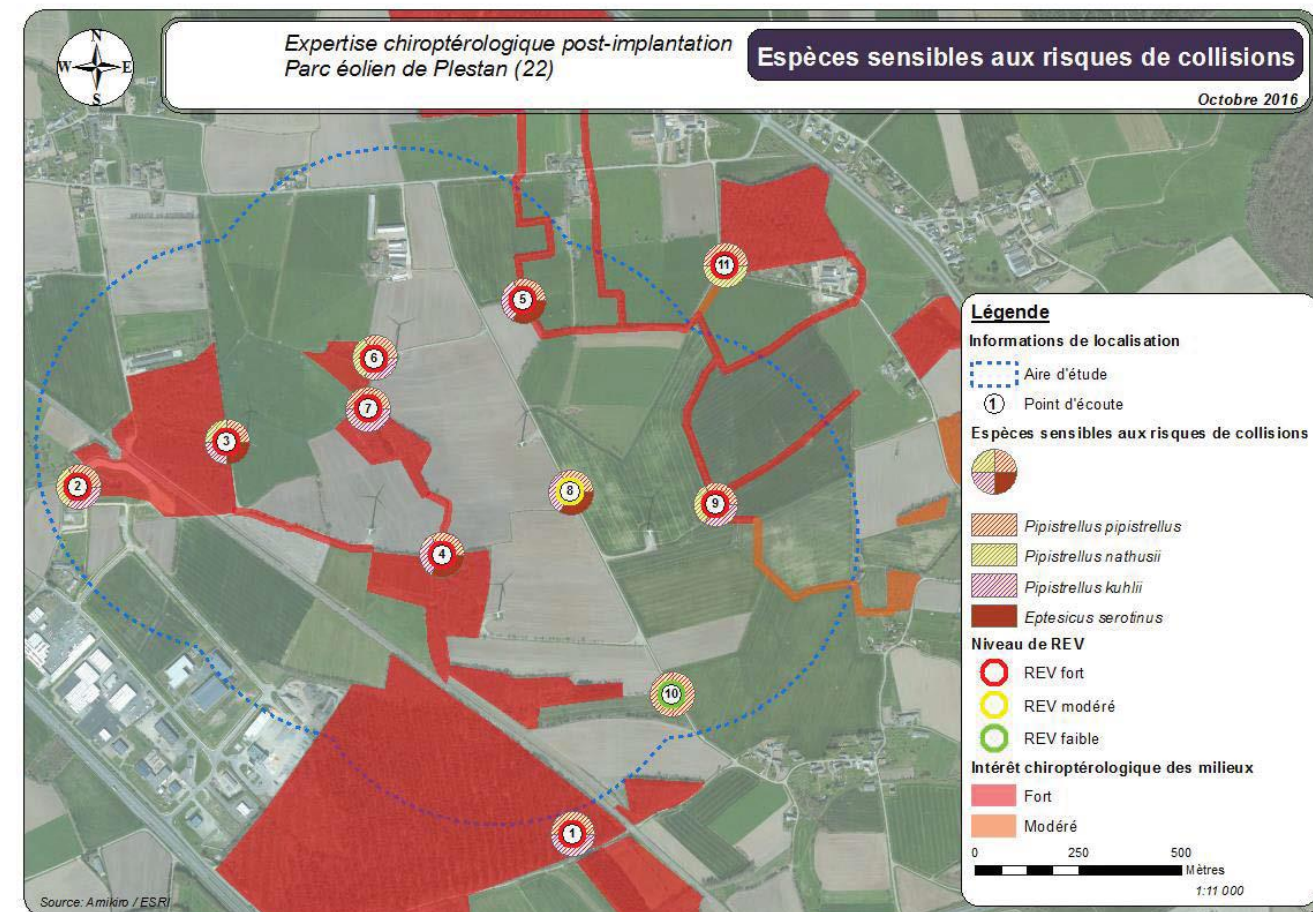 Expertise chiroptérologique post-implantation
Parc éolien de Plestan (22)
Espèces sensibles aux risques de collisions
Octobre 2016
N
W E
S
11
5
6
7
3
2
8
9
4
10
1
Légende
Informations de localisation
Aire d'étude
1 Point d'écoute
Espèces sensibles aux risques de collisions
Pipistrellus pipistrellus
Pipistrellus nathusii
Pipistrellus kuhlii
Eptesicus serotinus
Niveau de REV
REV fort
REV modéré
REV faible
Intérêt chiroptérologique des milieux
Fort
Modéré
0 250 500
Mètres
1:11 000
Source: Amikiro / ESRI